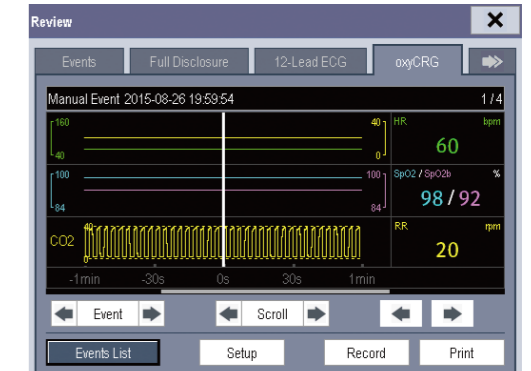 Review
Events Full Disclosure 12-Lead ECG oxyCRG
Manual Event 2015-08-26 19:59:54 1/4
160 40 HR bpm
40 0 60
100 100 SpO2 / SpO2b %
84 84 98 / 92
40 RR rpm
CO2 20
0
-1min -30s 0s 30s 1min
Event Scroll
Events List Setup Record Print